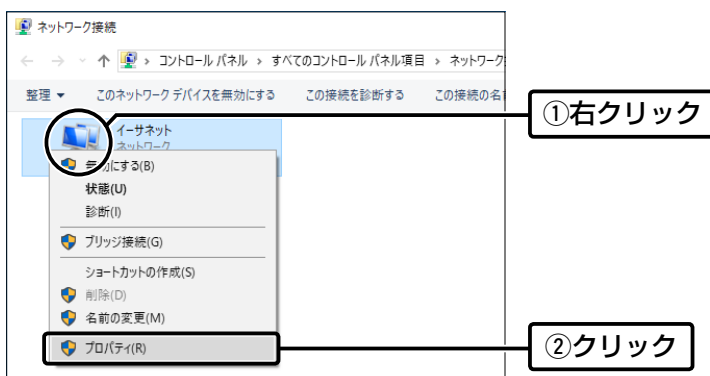 ネットワーク接続
コントロール パネル › すべてのコントロール パネル項目 › ネットワーク
整理 このネットワーク デバイスを無効にする この接続を診断する この接続の名
イーサネット
①右クリック
ネットワーク
無効にする(B)
状態(U)
診断(I)
ブリッジ接続(G)
ショートカットの作成(S)
削除(D)
名前の変更(M)
プロパティ(R)
②クリック